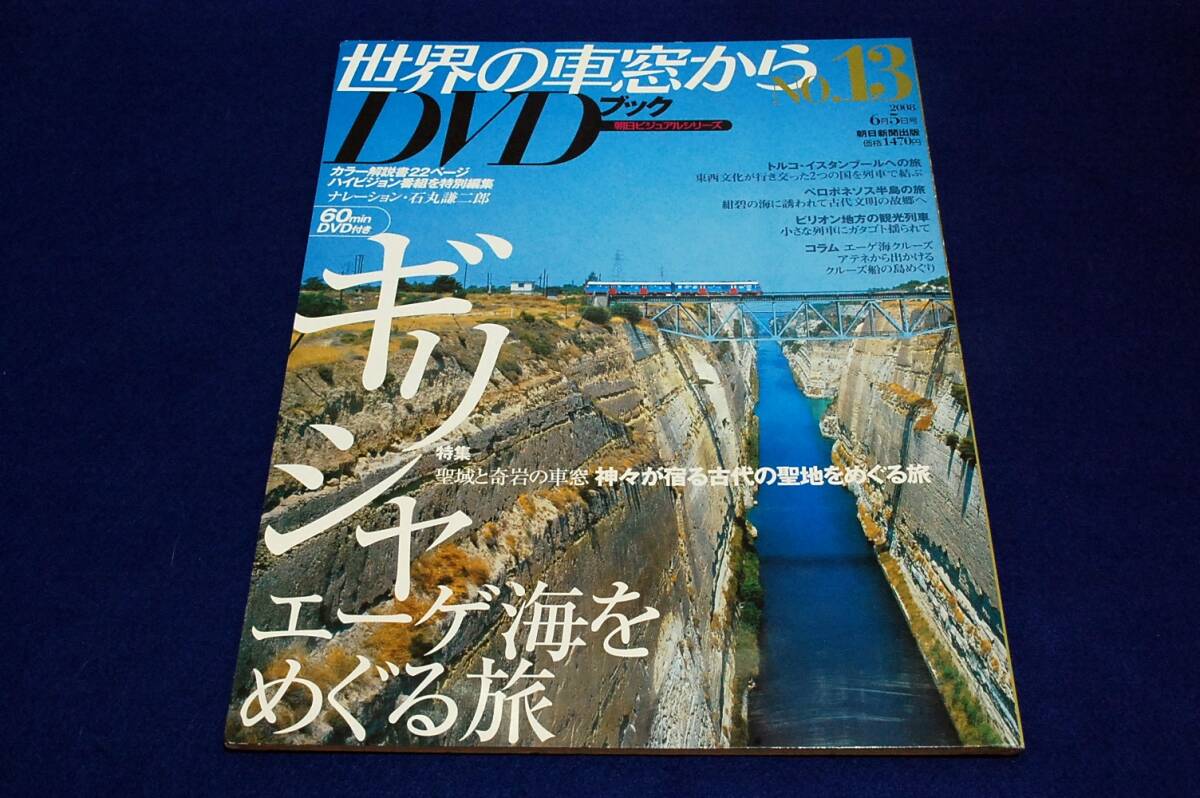 世界の車窓から
No.13
DVDブック
朝日ビジュアルシリーズ
2008
6月5日号
朝日新聞出版
価格1470円
カラー解説書22ページ
ハイビジョン番組を特別編集
ナレーション・石丸謙二郎
60min
DVD付き
トルコ・イスタンブールへの旅
東西文化が行き交った2つの国を列車で結ぶ
ペロポネソス半島の旅
紺碧の海に誘われて古代文明の故郷へ
ピリオン地方の観光列車
小さな列車にガタゴト揺られて
コラム エーゲ海クルーズ
アテネから出かける
クルーズ船の島めぐり
ギリシャ
特集
聖域と奇岩の車窓 神々が宿る古代の聖地をめぐる旅
エーゲ海を
めぐる旅